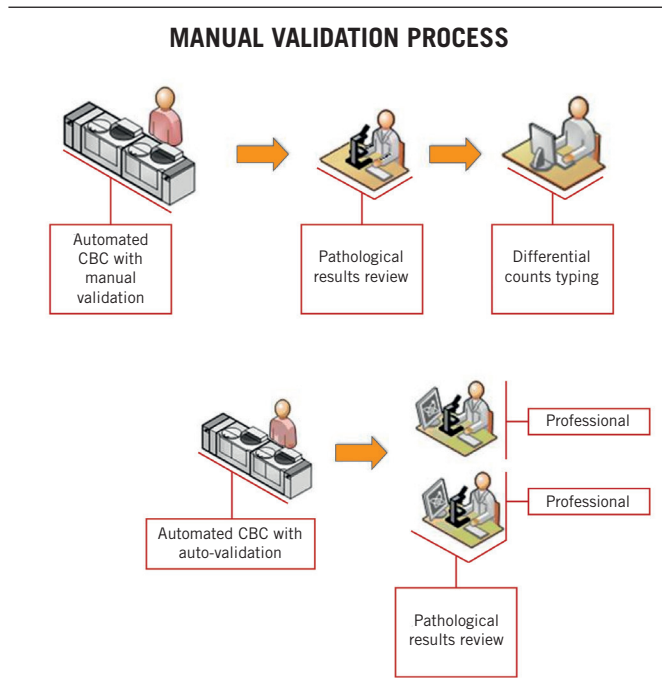 MANUAL VALIDATION PROCESS
Automated
CBC with
manual
validation
Pathological
results review
Differential
counts typing
Professional
Professional
Automated CBC with
auto-validation
Pathological
results review